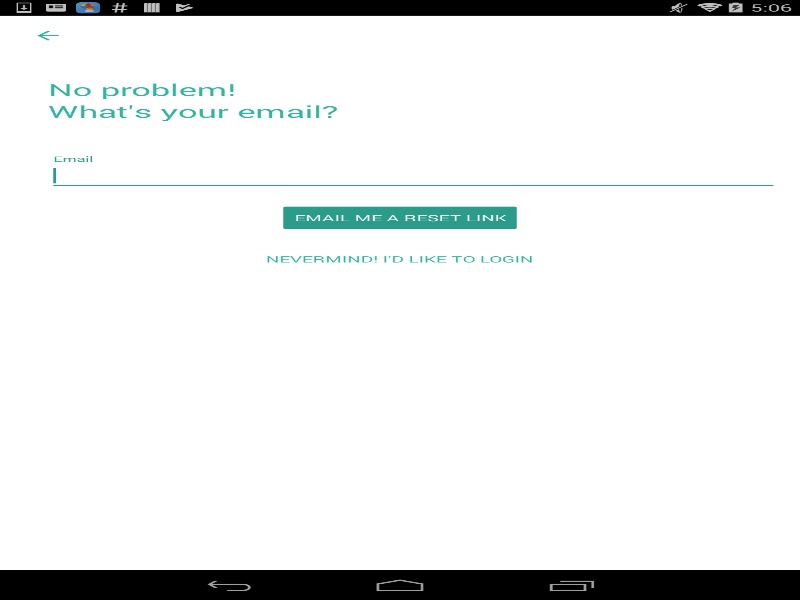 5:06
No problem!
What's your email?
Email
EMAIL ME A RESET LINK
NEVERMIND! I'D LIKE TO LOGIN